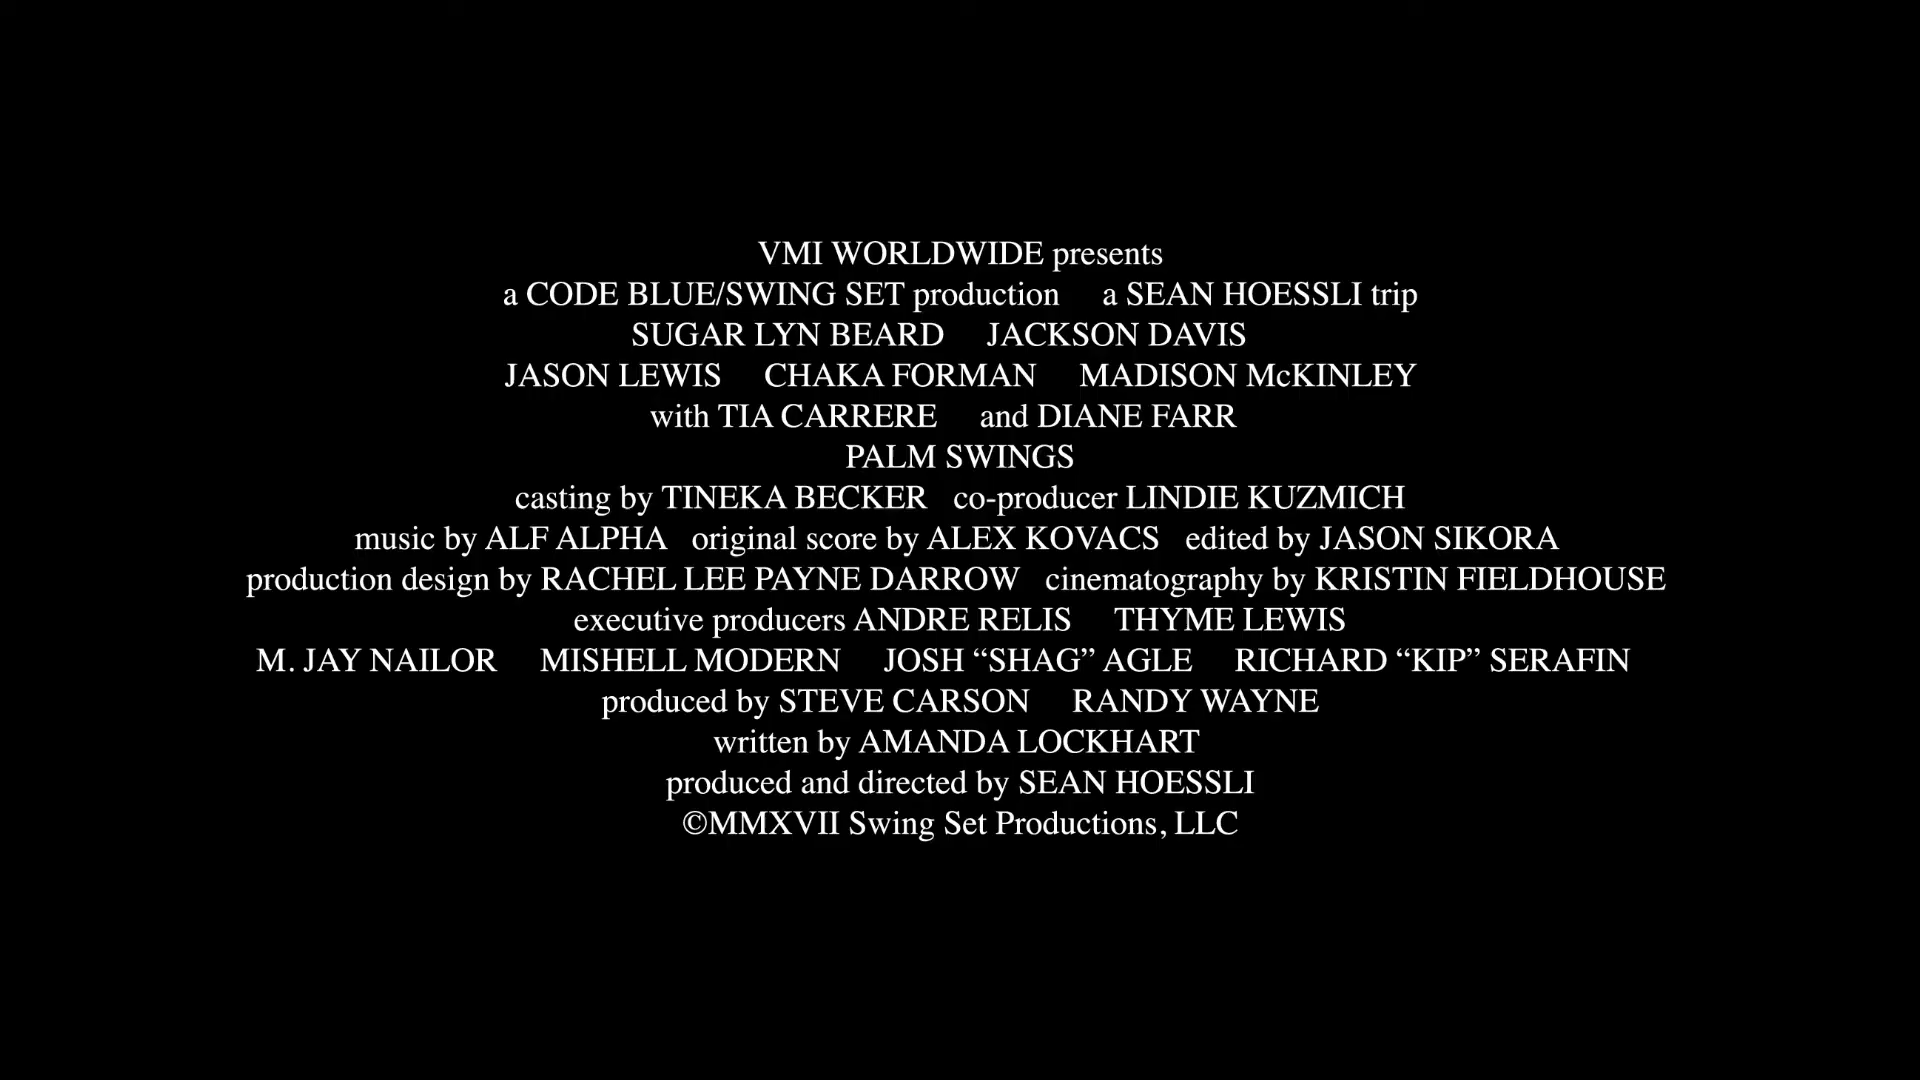 VMI WORLDWIDE presents
a CODE BLUE/SWING SET production a SEAN HOESSLI trip
SUGAR LYN BEARD JACKSON DAVIS
JASON LEWIS CHAKA FORMAN MADISON McKINLEY
with TIA CARRERE and DIANE FARR
PALM SWINGS
casting by TINEKA BECKER co-producer LINDIE KUZMICH
music by ALF ALPHA original score by ALEX KOVACS edited by JASON SIKORA
production design by RACHEL LEE PAYNE DARROW cinematography by KRISTIN FIELDHOUSE
executive producers ANDRE RELIS THYME LEWIS
M. JAY NAILOR MISHELL MODERN JOSH “SHAG” AGLE RICHARD “KIP” SERAFIN
produced by STEVE CARSON RANDY WAYNE
written by AMANDA LOCKHART
produced and directed by SEAN HOESSLI
©MMXVII Swing Set Productions, LLC